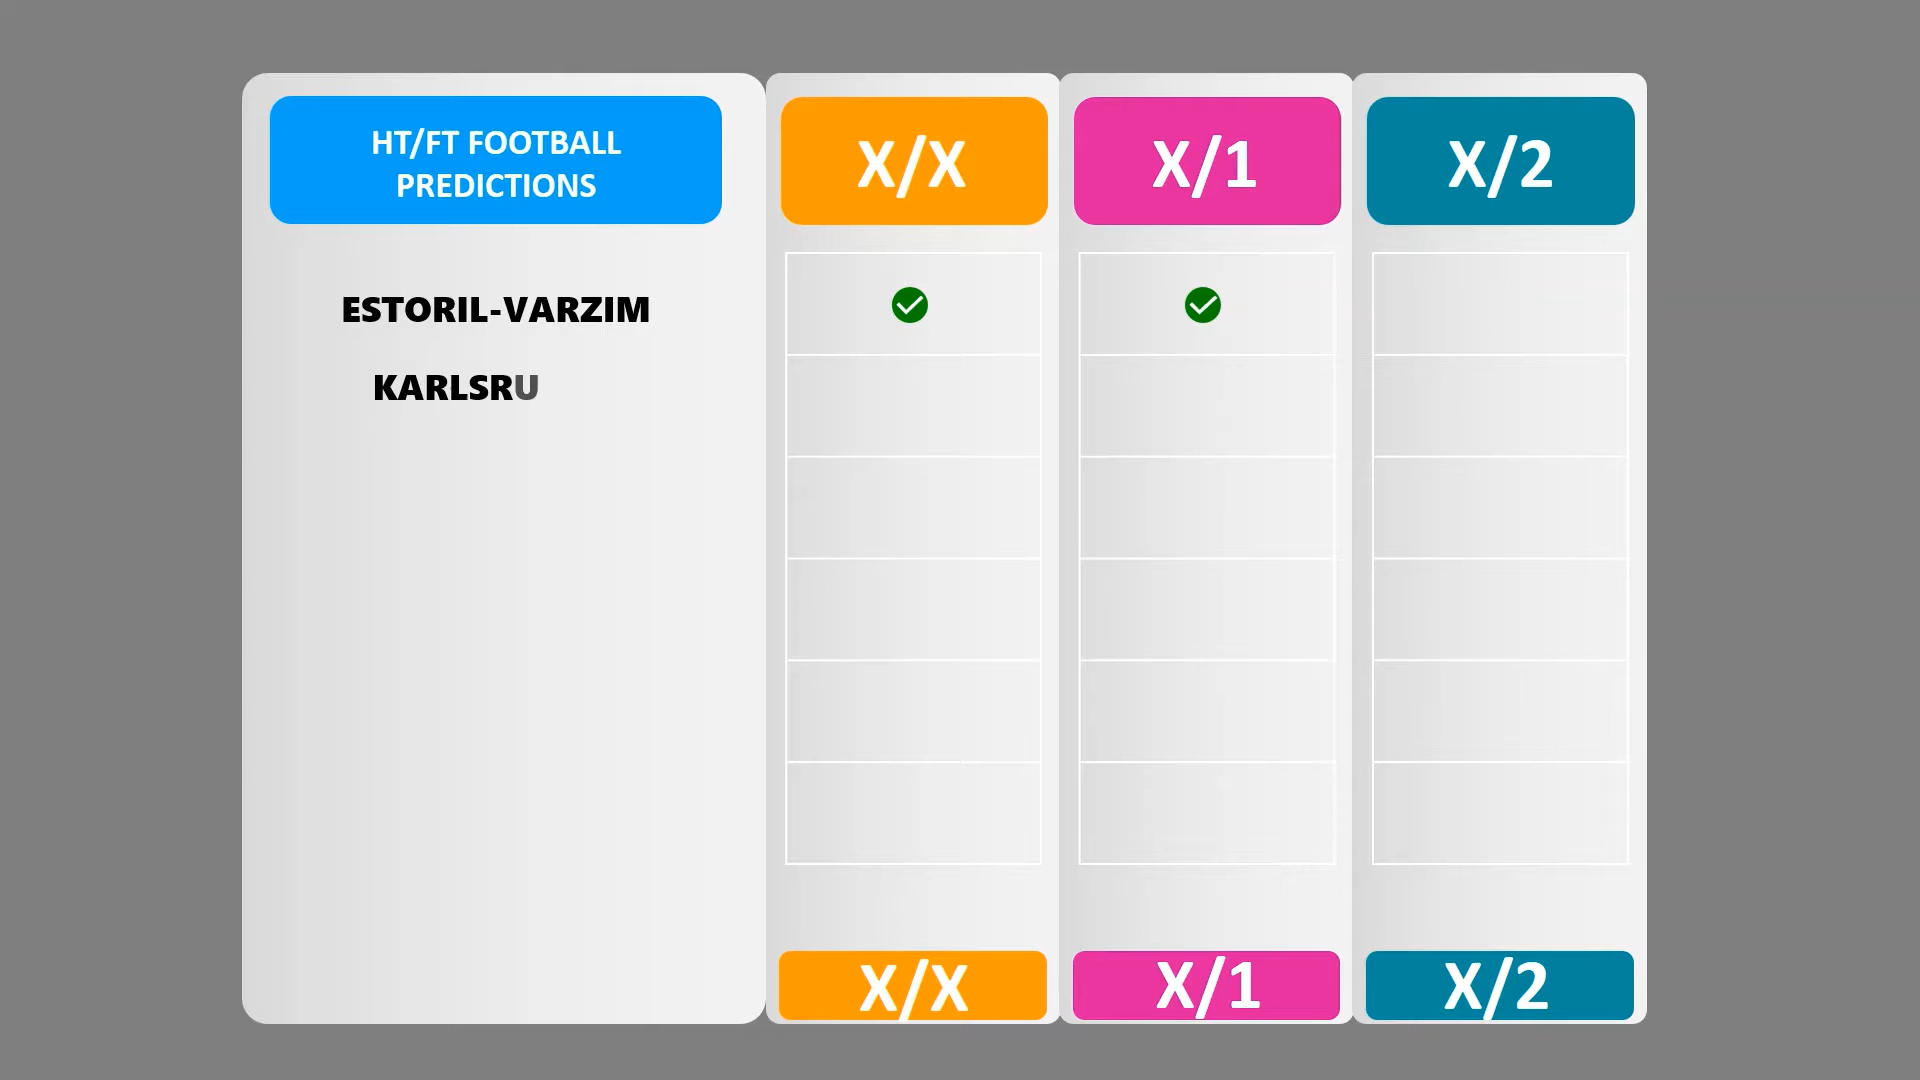 HT/FT FOOTBALL
PREDICTIONS
X/X
X/1
X/2
ESTORIL-VARZIM
KARLSRU
X/X
X/1
X/2